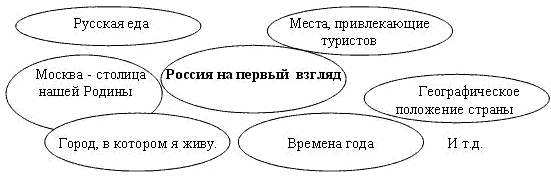 Русская еда
Места, привлекающие
туристов
Москва - столица
нашей Родины
Россия на первый взгляд
Географическое
положение страны
Город, в котором я живу.
Времена года
И т.д.